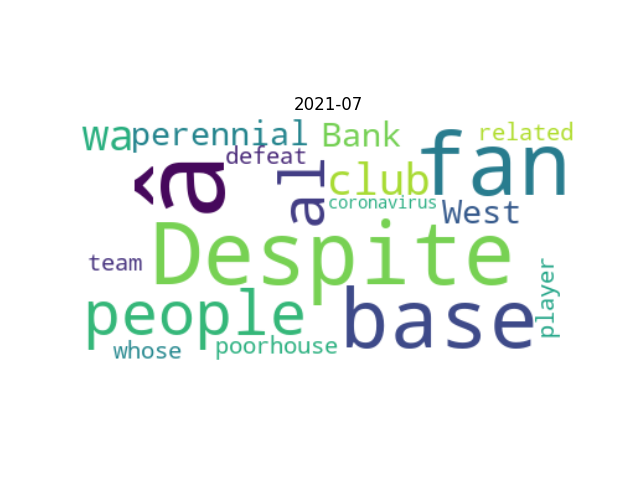 2021-07
wa perennial Bank related
defeat
â al club fan
coronavirus West
Despite
team
people base player
whose poorhouse